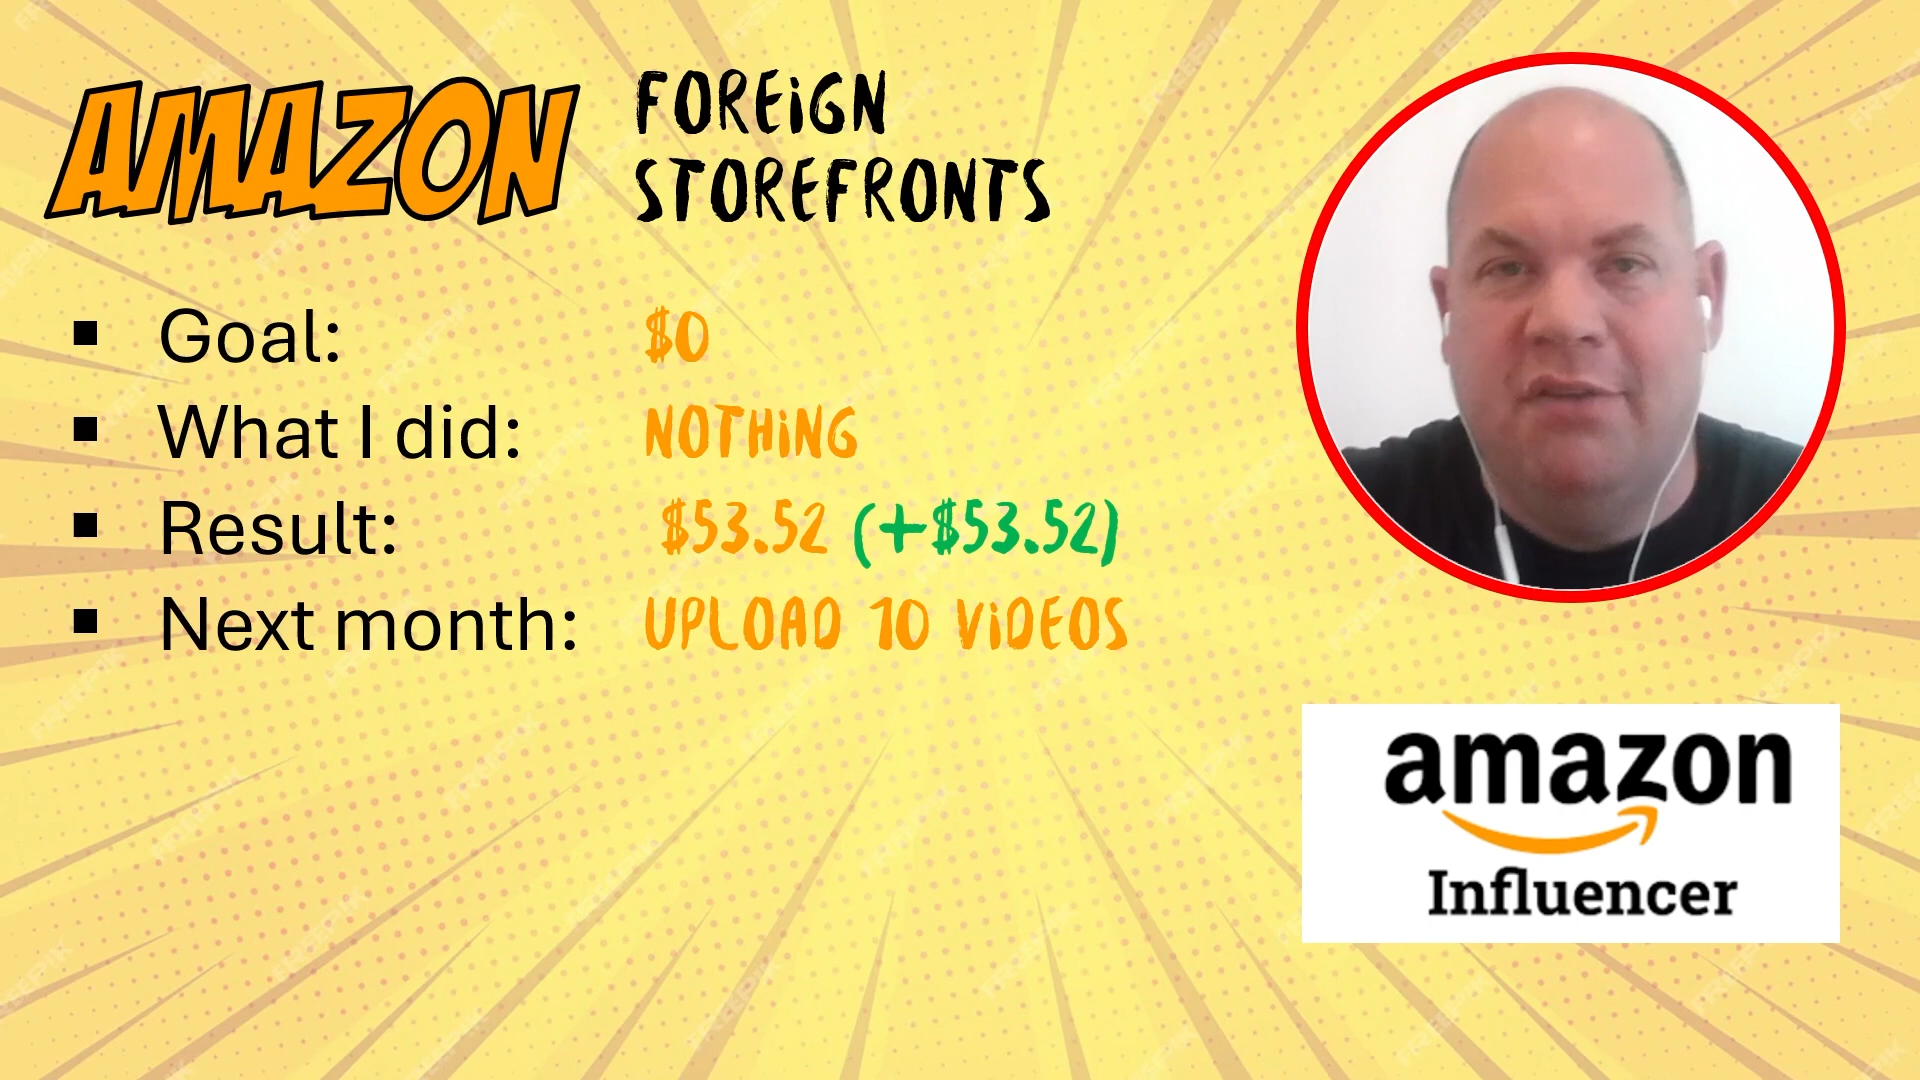 AMAZON
FOREiGN
STOREFRONTS
▪ Goal: $0
▪ What I did: NOTHiNG
▪ Result: $53.52 (+$53.52)
▪ Next month: UPLOAD 10 ViDEOS
amazon
Influencer